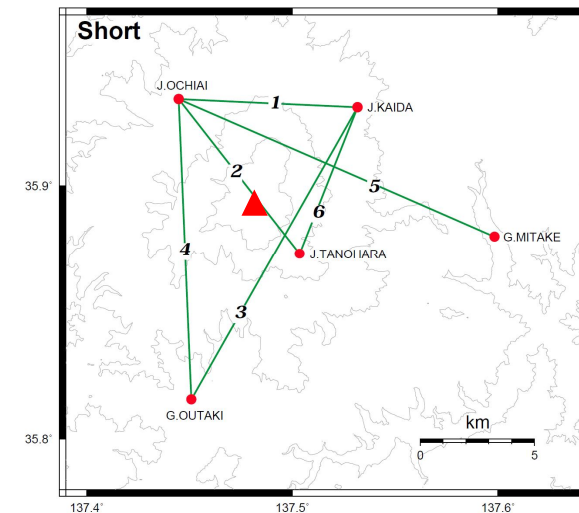 Short
J.OCHIAI
1
J.KAIDA
2
35.9˚
5
6
G.MITAKE
4
J.TANOHARA
3
G.OUTAKI
km
35.8˚
0 5
137.4˚ 137.5˚ 137.6˚